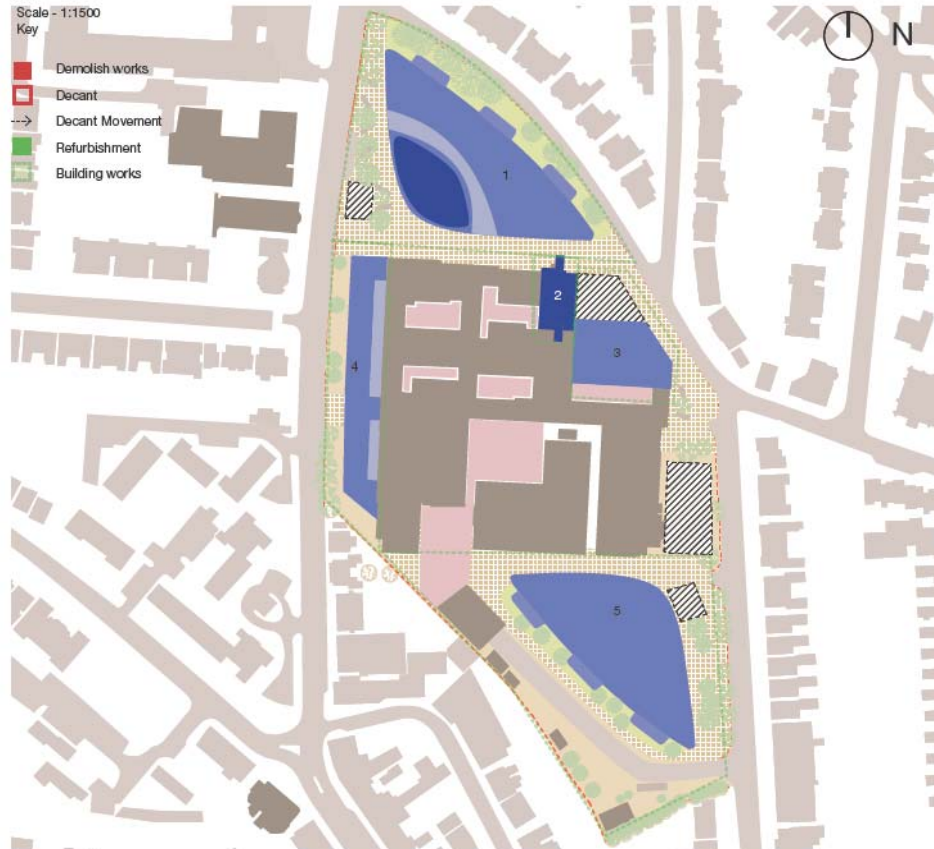 Scale - 1:1500
Key
N
Demolish works
Decant
Decant Movement
Refurbishment
Building works
1
2
3
4
5